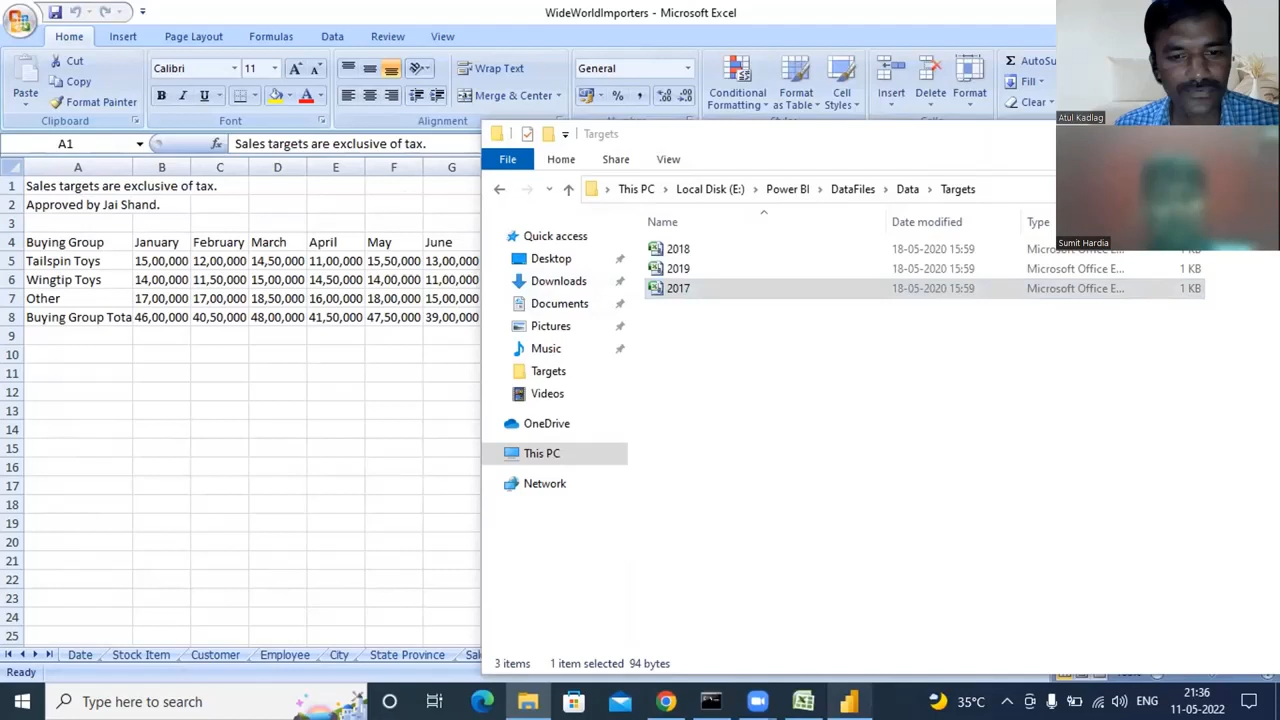 WideWorldImporters - Microsoft Excel
Home Insert Page Layout Formulas Data Review View
Cut
Copy
Format Painter
Paste
Clipboard
Calibri 11
B I U
Font
Wrap Text
Merge & Center
Alignment
General
Conditional Formatting
Format as Table
Cell Styles
Insert
Delete
Format
Cells
AutoSu
Fill
Clear
A1
Sales targets are exclusive of tax.
A B C D E F G
1 Sales targets are exclusive of tax.
2 Approved by Jai Shand.
3
4 Buying Group January February March April May June
5 Tailspin Toys 15,00,000 12,00,000 14,50,000 11,00,000 15,50,000 13,00,000
6 Wingtip Toys 14,00,000 11,50,000 15,00,000 14,50,000 14,00,000 11,00,000
7 Other 17,00,000 17,00,000 18,50,000 16,00,000 18,00,000 15,00,000
8 Buying Group Tota 46,00,000 40,50,000 48,00,000 41,50,000 47,50,000 39,00,000
9
10
11
12
13
14
15
16
17
18
19
20
21
22
23
24
25
Date Stock Item Customer Employee City State Province Sal
Ready
Targets
File Home Share View
This PC > Local Disk (E:) > Power BI > DataFiles > Data > Targets
Quick access
Desktop
Downloads
Documents
Pictures
Music
Targets
Videos
OneDrive
This PC
Network
Name Date modified Type
2018 18-05-2020 15:59 Microsoft Office E... 1 KB
2019 18-05-2020 15:59 Microsoft Office E... 1 KB
2017 18-05-2020 15:59 Microsoft Office E... 1 KB
3 items 1 item selected 94 bytes
Atul Kadlag
Sumit Hardia
Type here to search
35°C
ENG
21:36
11-05-2022